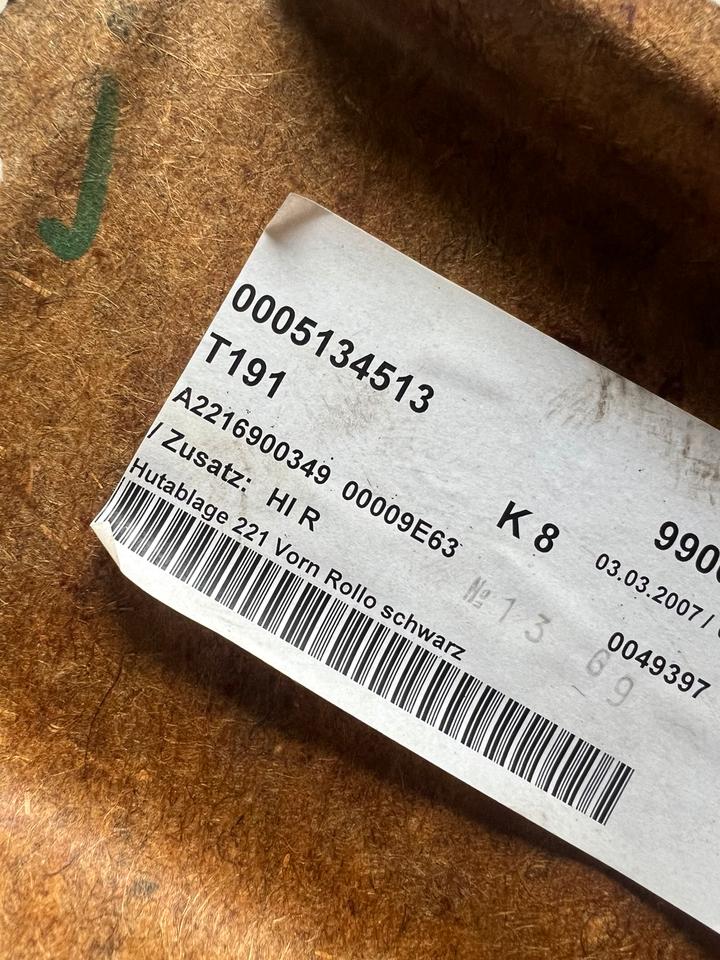 0005134513
T191
A2216900349 00009E63
/ Zusatz: HI R
Hutablage 221 Vorn Rollo schwarz
K 8
990
03.03.2007 /
0049397
№ 13 69